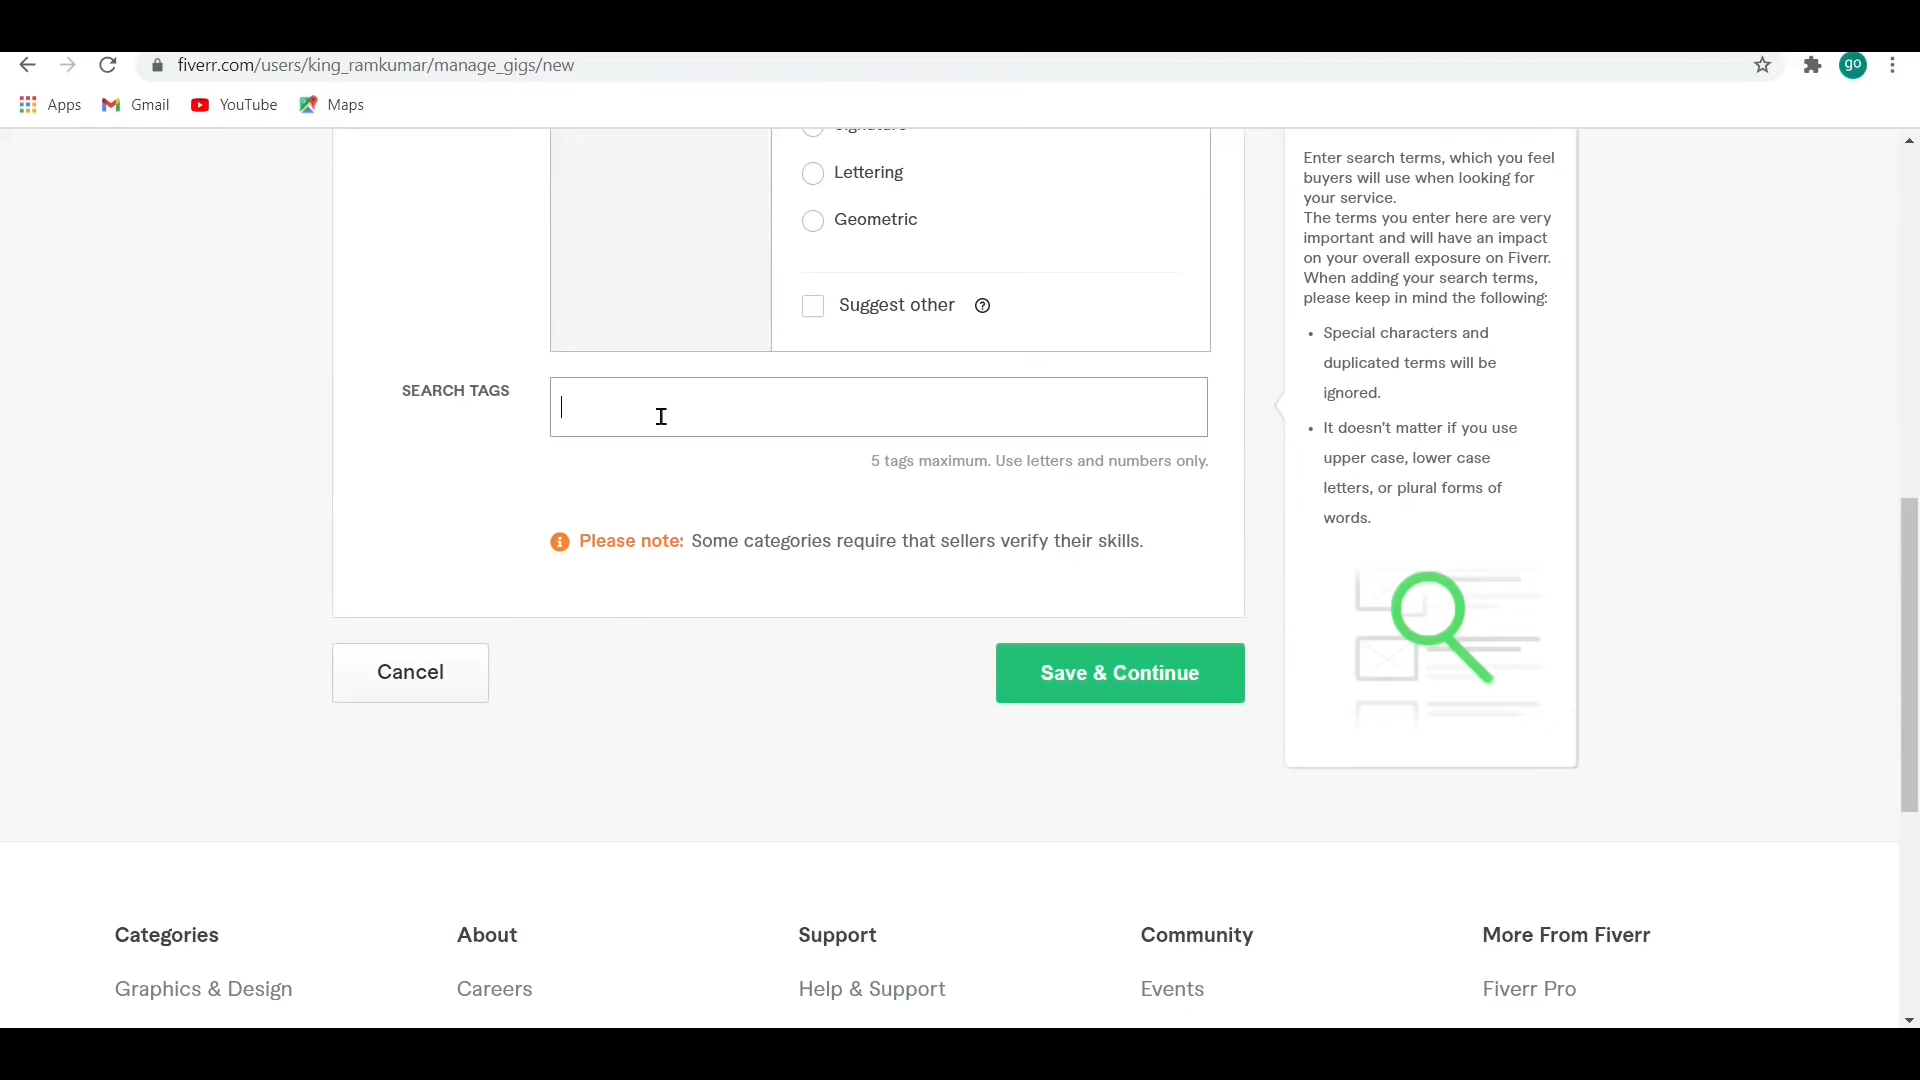 fiverr.com/users/king_ramkumar/manage_gigs/new
go
Apps
Gmail
YouTube
Maps
Signature
Lettering
Geometric
Suggest other
SEARCH TAGS
5 tags maximum. Use letters and numbers only.
Please note: Some categories require that sellers verify their skills.
Cancel
Save & Continue
Enter search terms, which you feel
buyers will use when looking for
your service.
The terms you enter here are very
important and will have an impact
on your overall exposure on Fiverr.
When adding your search terms,
please keep in mind the following:
• Special characters and
duplicated terms will be
ignored.
• It doesn't matter if you use
upper case, lower case
letters, or plural forms of
words.
Categories
About
Support
Community
More From Fiverr
Graphics & Design
Careers
Help & Support
Events
Fiverr Pro